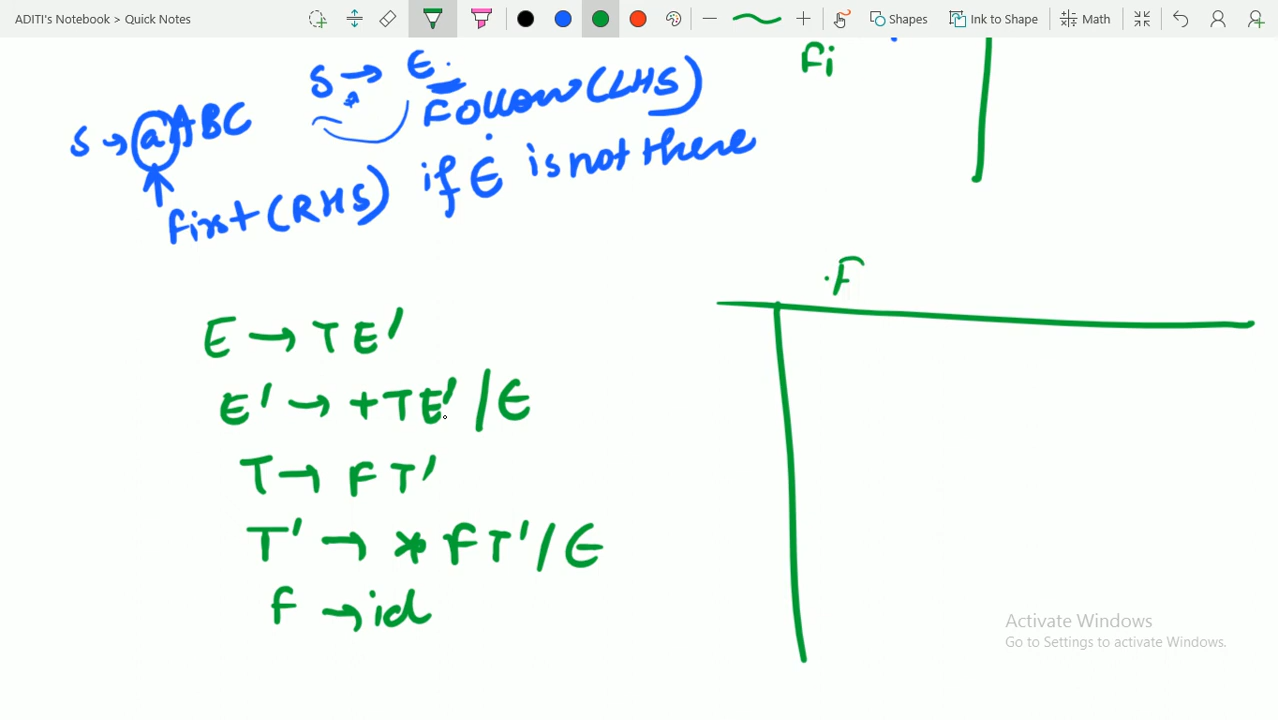 ADITI's Notebook > Quick Notes
Shapes
Ink to Shape
Math
Fi
S → Є.
S → aABC
Follow(LHS)
First(RHS) if Є is not there
F
E → TE'
E' → +TE'/Є
T → FT'
T' → *FT'/Є
F → id
Activate Windows
Go to Settings to activate Windows.